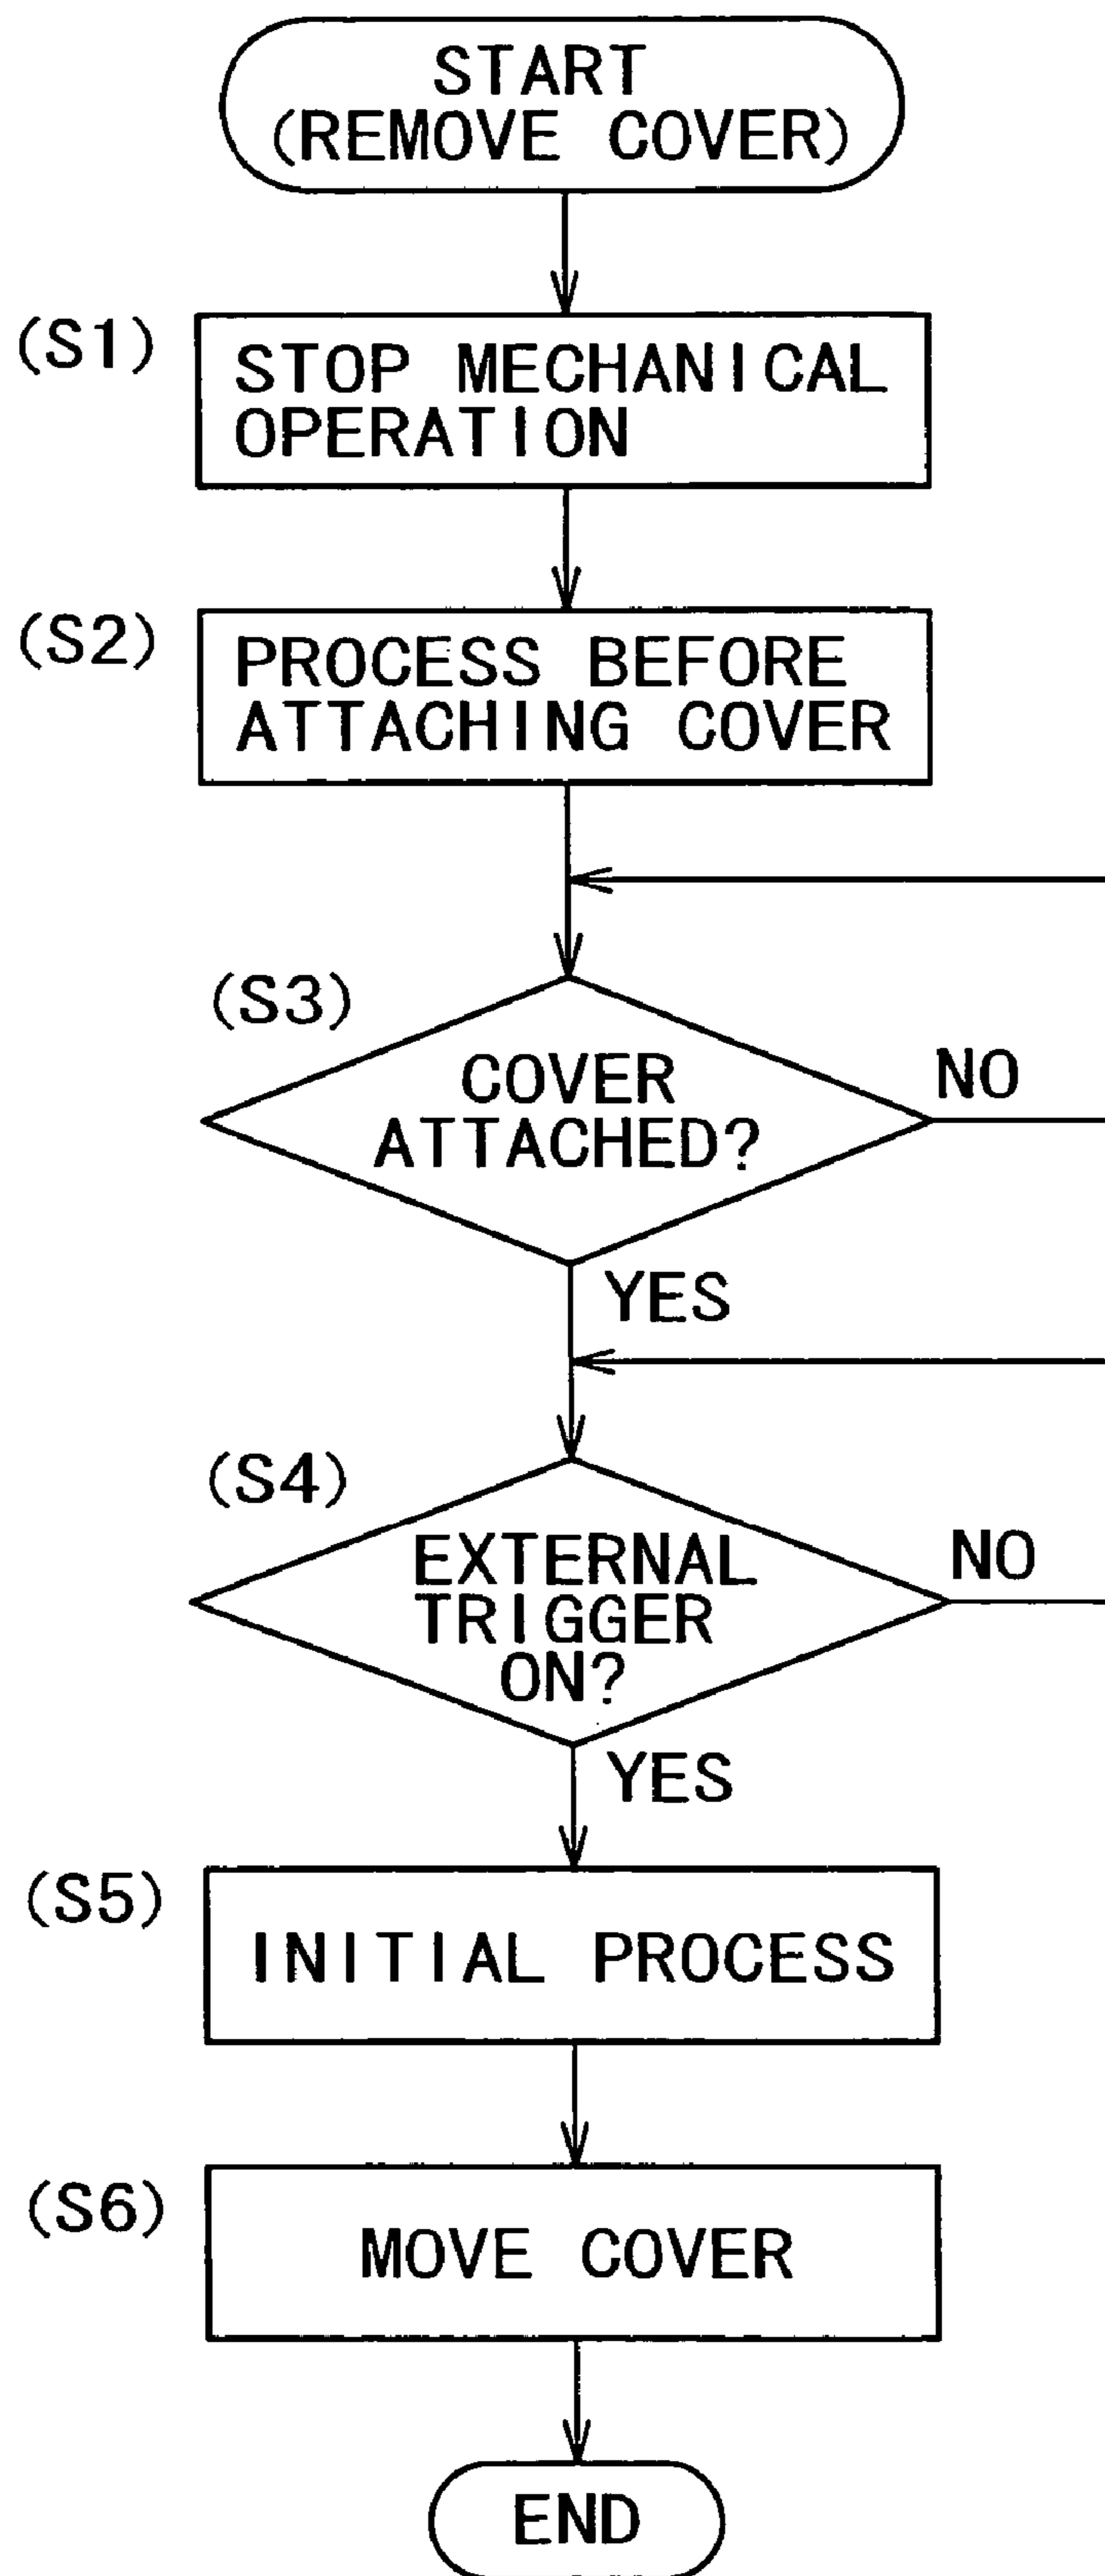 START
(REMOVE COVER)
(S1)
STOP MECHANICAL
OPERATION
(S2)
PROCESS BEFORE
ATTACHING COVER
(S3)
COVER
ATTACHED?
NO
YES
(S4)
EXTERNAL
TRIGGER
ON?
NO
YES
(S5)
INITIAL PROCESS
(S6)
MOVE COVER
END